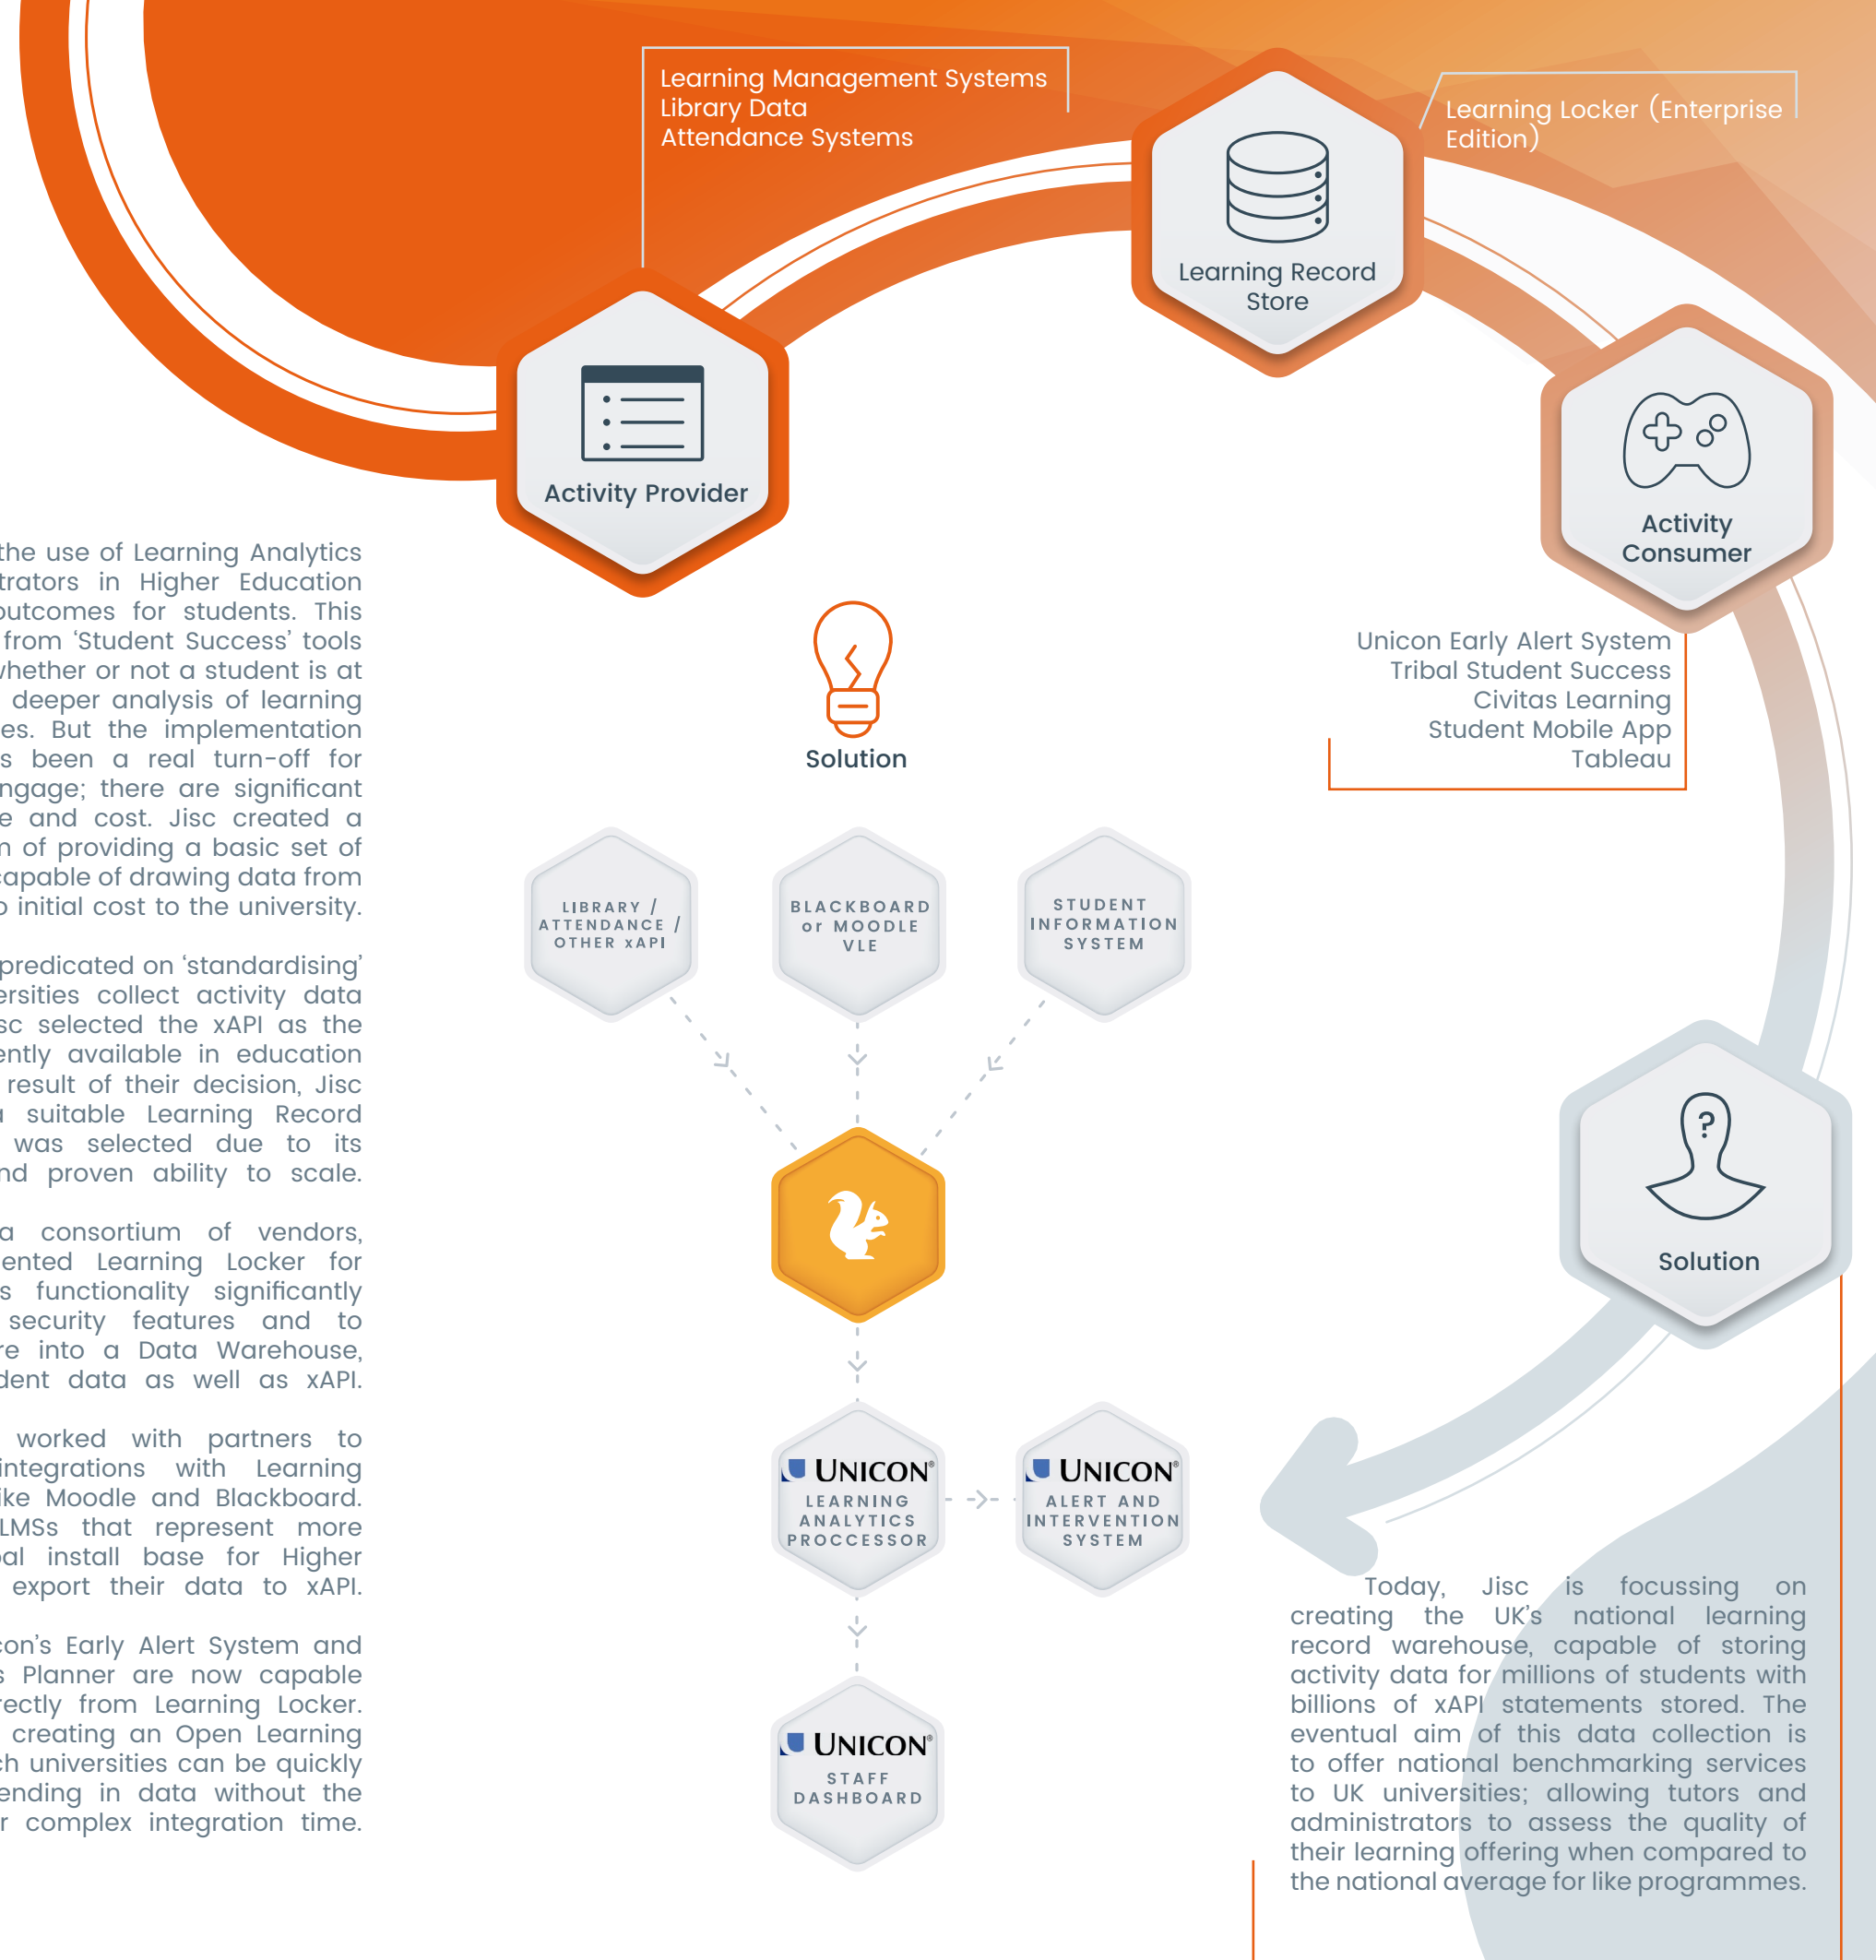 Learning Management Systems
Library Data
Attendance Systems
Learning Locker (Enterprise
Edition)
Learning Record
Store
Activity Provider
Activity
Consumer
Unicon Early Alert System
Tribal Student Success
Civitas Learning
Student Mobile App
Tableau
the use of Learning Analytics
trators in Higher Education
outcomes for students. This
from ‘Student Success’ tools
whether or not a student is at
deeper analysis of learning
es. But the implementation
s been a real turn-off for
ngage; there are significant
e and cost. Jisc created a
m of providing a basic set of
capable of drawing data from
o initial cost to the university.
predicated on ‘standardising’
ersities collect activity data
isc selected the xAPI as the
ently available in education
result of their decision, Jisc
a suitable Learning Record
was selected due to its
nd proven ability to scale.
a consortium of vendors,
ented Learning Locker for
s functionality significantly
security features and to
re into a Data Warehouse,
dent data as well as xAPI.
worked with partners to
integrations with Learning
like Moodle and Blackboard.
LMSs that represent more
bal install base for Higher
export their data to xAPI.
con’s Early Alert System and
s Planner are now capable
rectly from Learning Locker.
creating an Open Learning
ch universities can be quickly
ending in data without the
r complex integration time.
Solution
LIBRARY /
ATTENDANCE /
OTHER xAPI
BLACKBOARD
or MOODLE
VLE
STUDENT
INFORMATION
SYSTEM
UNICON®
LEARNING
ANALYTICS
PROCCESSOR
UNICON®
ALERT AND
INTERVENTION
SYSTEM
UNICON®
STAFF
DASHBOARD
?
Solution
Today, Jisc is focussing on
creating the UK’s national learning
record warehouse, capable of storing
activity data for millions of students with
billions of xAPI statements stored. The
eventual aim of this data collection is
to offer national benchmarking services
to UK universities; allowing tutors and
administrators to assess the quality of
their learning offering when compared to
the national average for like programmes.